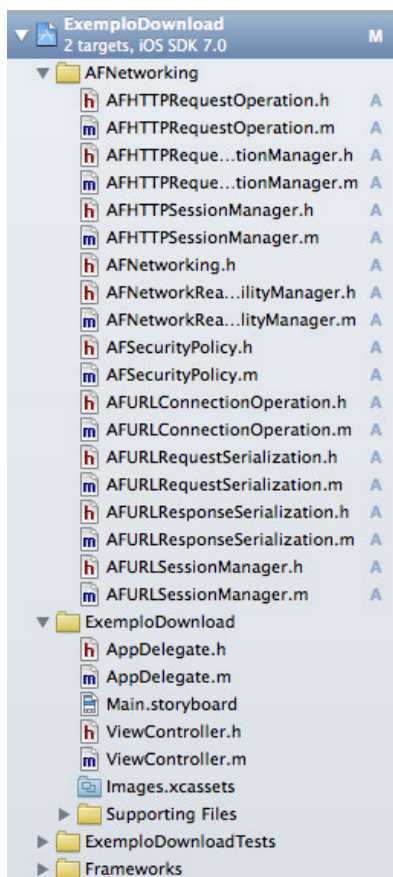 ExemploDownload
2 targets, iOS SDK 7.0 M
AFNetworking
h AFHTTPRequestOperation.h A
m AFHTTPRequestOperation.m A
h AFHTTPReque...tionManager.h A
m AFHTTPReque...tionManager.m A
h AFHTTPSessionManager.h A
m AFHTTPSessionManager.m A
h AFNetworking.h A
h AFNetworkRea...ilityManager.h A
m AFNetworkRea...lityManager.m A
h AFSecurityPolicy.h A
m AFSecurityPolicy.m A
h AFURLConnectionOperation.h A
m AFURLConnectionOperation.m A
h AFURLRequestSerialization.h A
m AFURLRequestSerialization.m A
h AFURLResponseSerialization.h A
m AFURLResponseSerialization.m A
h AFURLSessionManager.h A
m AFURLSessionManager.m A
ExemploDownload
h AppDelegate.h
m AppDelegate.m
Main.storyboard
h ViewController.h
m ViewController.m
Images.xcassets
Supporting Files
ExemploDownloadTests
Frameworks